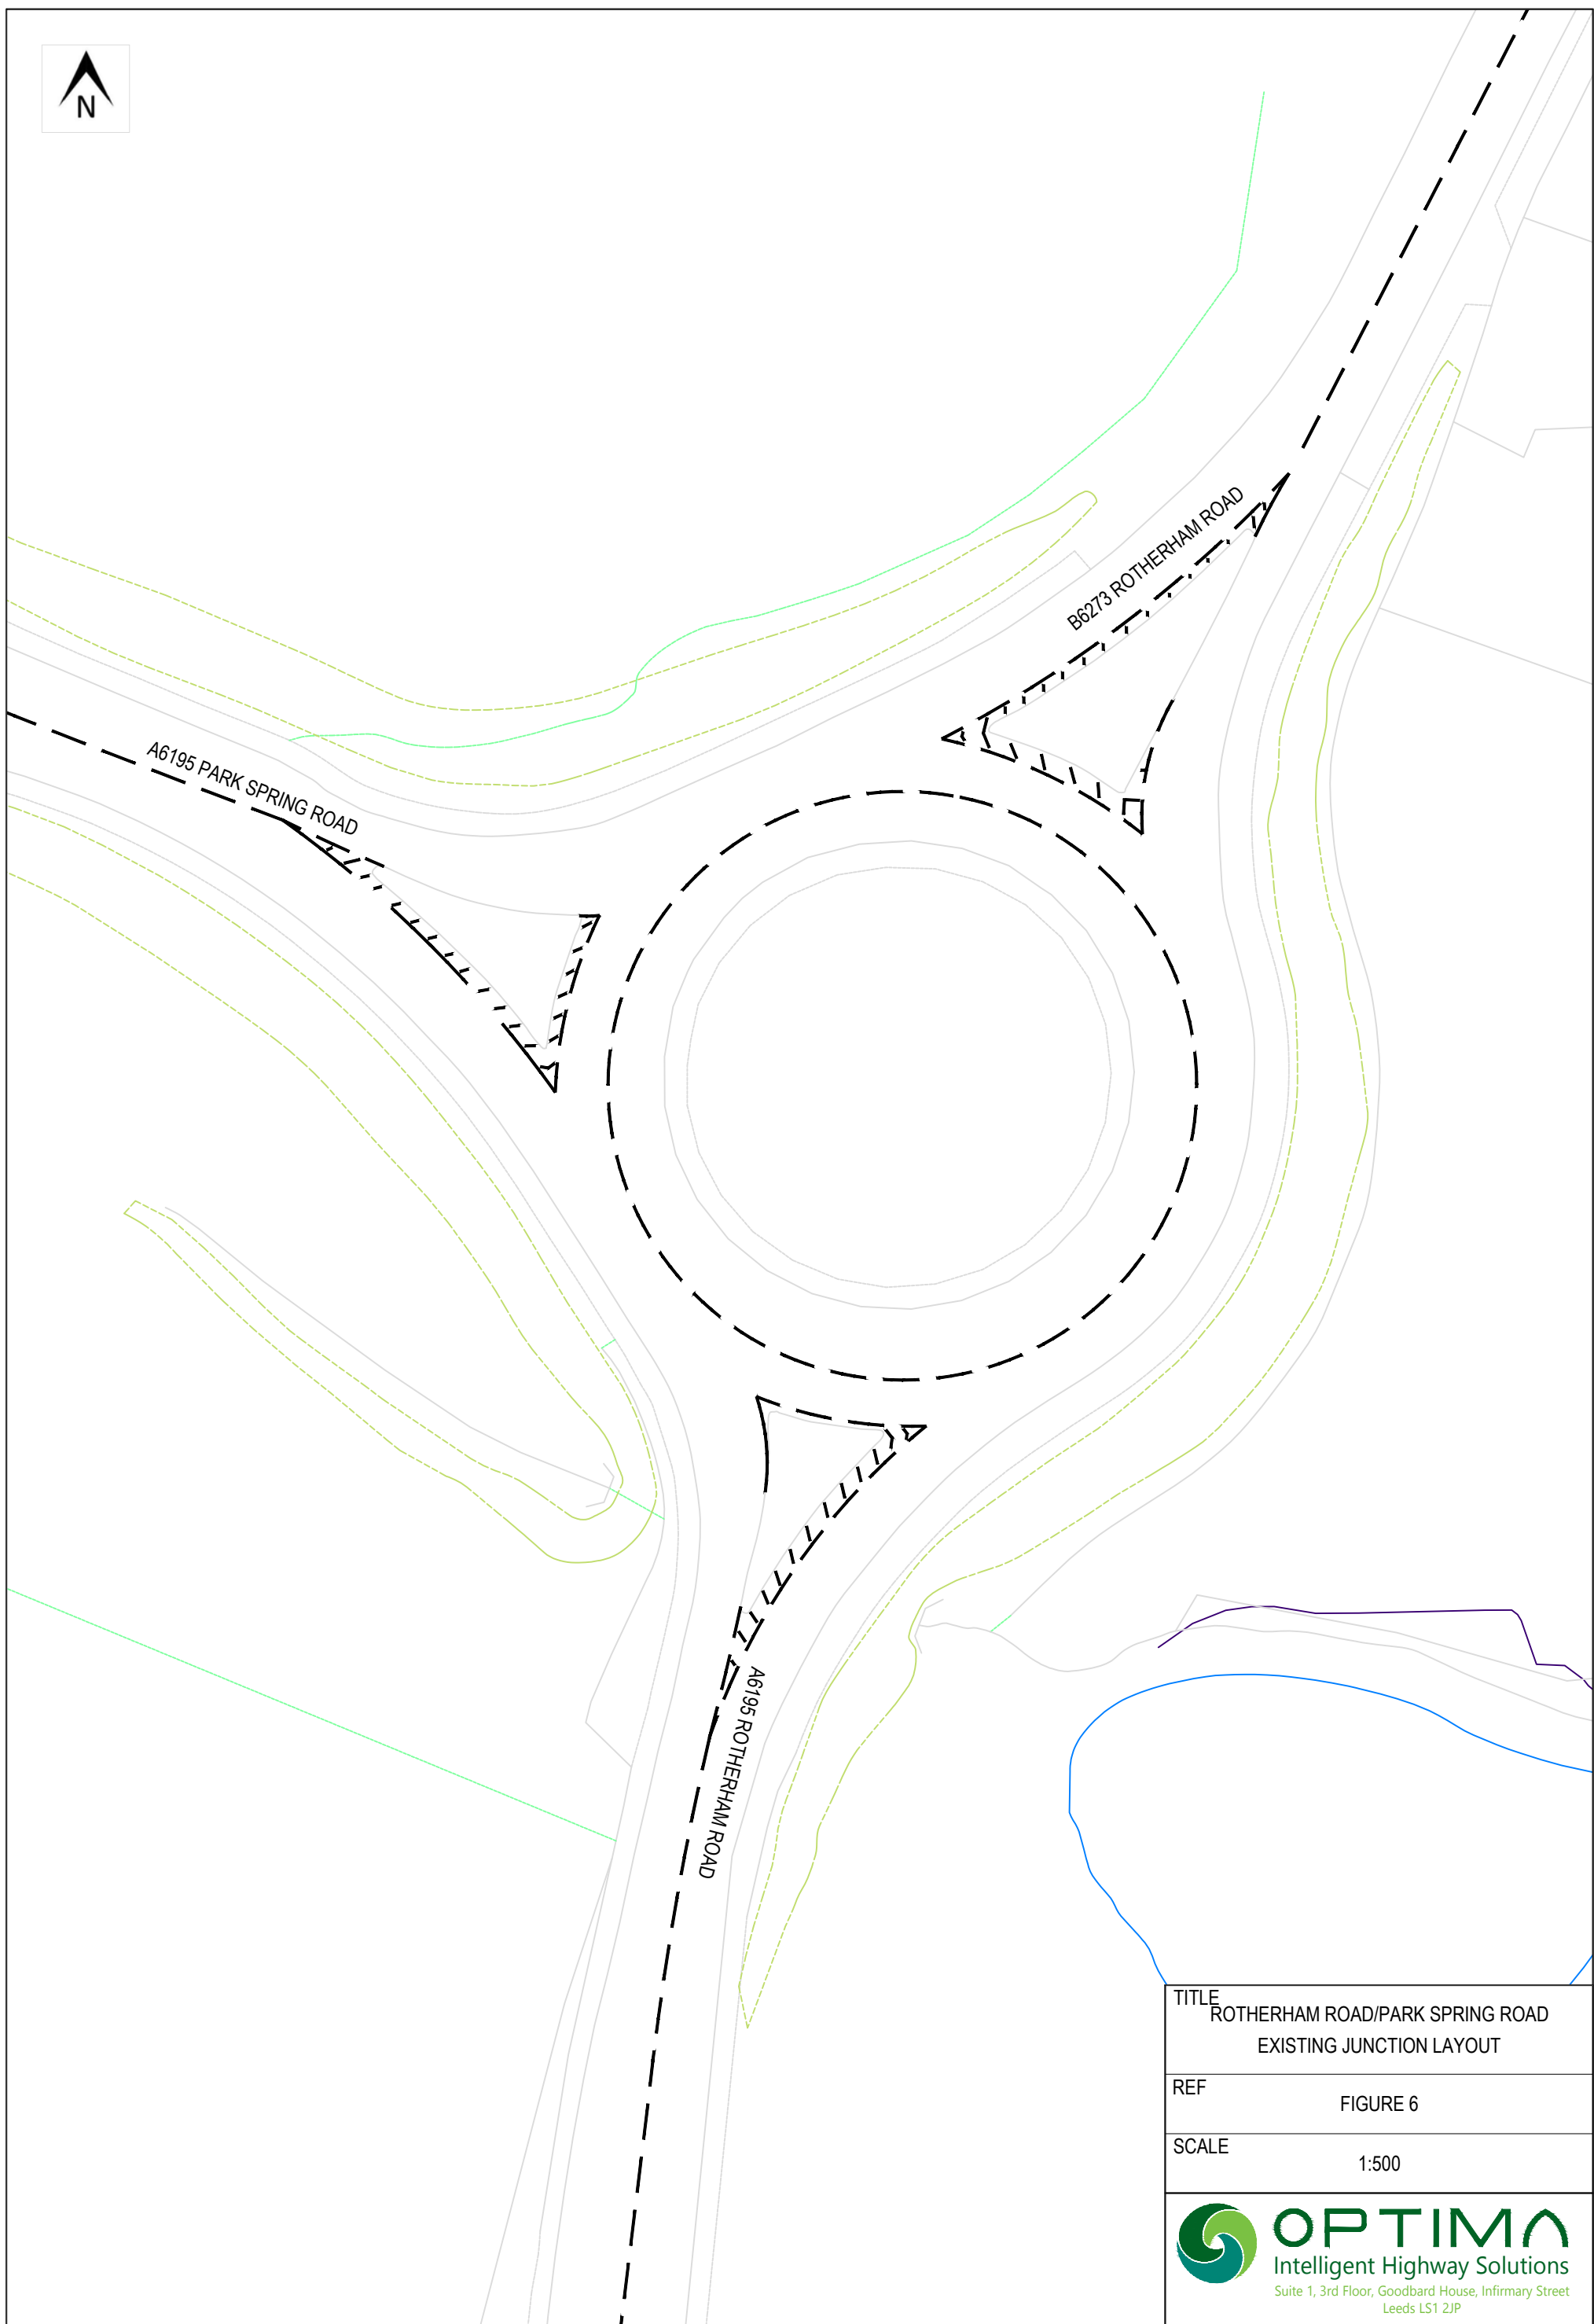 N
B6273 ROTHERHAM ROAD
A6195 PARK SPRING ROAD
A6195 ROTHERHAM ROAD
TITLE
ROTHERHAM ROAD/PARK SPRING ROAD
EXISTING JUNCTION LAYOUT
REF
FIGURE 6
SCALE
1:500
OPTIMA
Intelligent Highway Solutions
Suite 1, 3rd Floor, Goodbard House, Infirmary Street
Leeds LS1 2JP